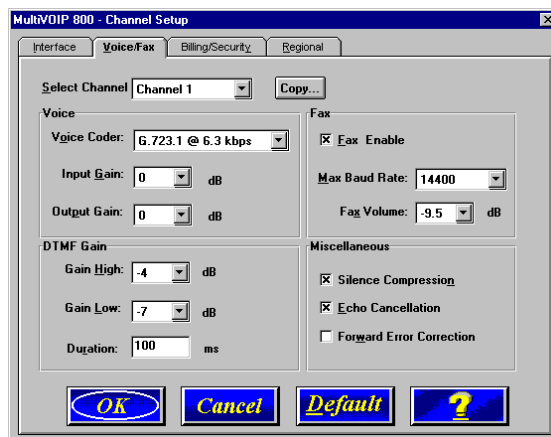 MultiVOIP 800 - Channel Setup
Interface Voice/Fax Billing/Security Regional
Select Channel Channel 1 Copy...
Voice
Voice Coder: G.723.1 @ 6.3 kbps
Input Gain: 0 dB
Output Gain: 0 dB
Fax
Fax Enable
Max Baud Rate: 14400
Fax Volume: -9.5 dB
DTMF Gain
Gain High: -4 dB
Gain Low: -7 dB
Duration: 100 ms
Miscellaneous
Silence Compression
Echo Cancellation
Forward Error Correction
OK Cancel Default ?